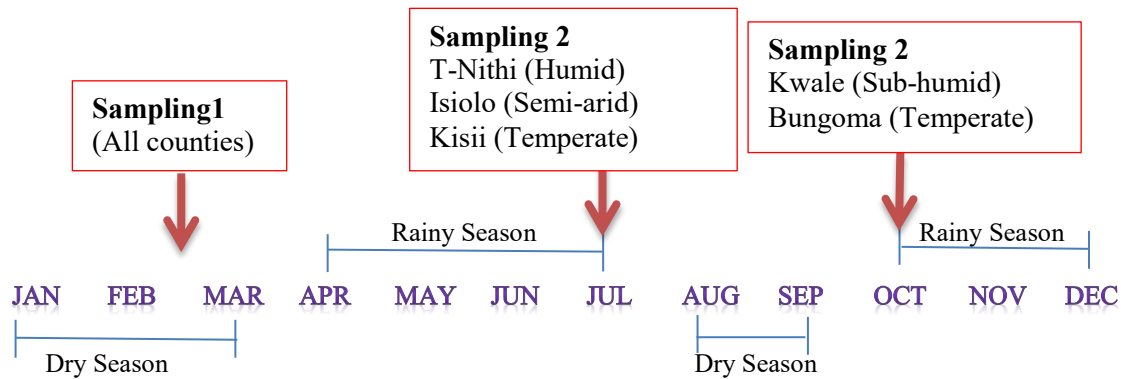 Sampling1
(All counties)
Sampling 2
T-Nithi (Humid)
Isiolo (Semi-arid)
Kisii (Temperate)
Sampling 2
Kwale (Sub-humid)
Bungoma (Temperate)
Rainy Season
Rainy Season
JAN FEB MAR APR MAY JUN JUL AUG SEP OCT NOV DEC
Dry Season
Dry Season